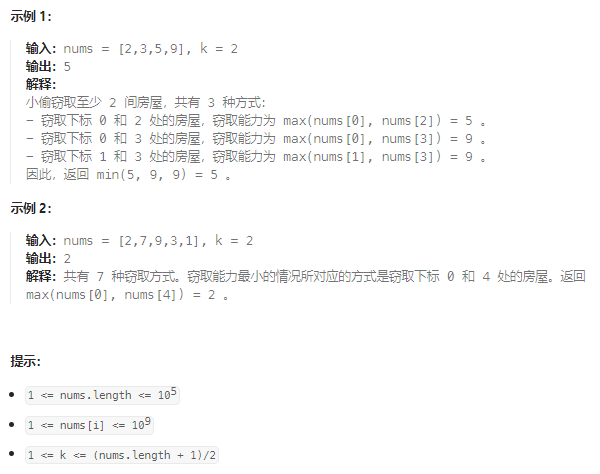 示例 1：
输入：nums = [2,3,5,9], k = 2
输出：5
解释：
小偷窃取至少 2 间房屋，共有 3 种方式：
- 窃取下标 0 和 2 处的房屋，窃取能力为 max(nums[0], nums[2]) = 5 。
- 窃取下标 0 和 3 处的房屋，窃取能力为 max(nums[0], nums[3]) = 9 。
- 窃取下标 1 和 3 处的房屋，窃取能力为 max(nums[1], nums[3]) = 9 。
因此，返回 min(5, 9, 9) = 5 。
示例 2：
输入：nums = [2,7,9,3,1], k = 2
输出：2
解释：共有 7 种窃取方式。窃取能力最小的情况所对应的方式是窃取下标 0 和 4 处的房屋。返回
max(nums[0], nums[4]) = 2 。
提示：
1 <= nums.length <= 10⁵
1 <= nums[i] <= 10⁹
1 <= k <= (nums.length + 1)/2